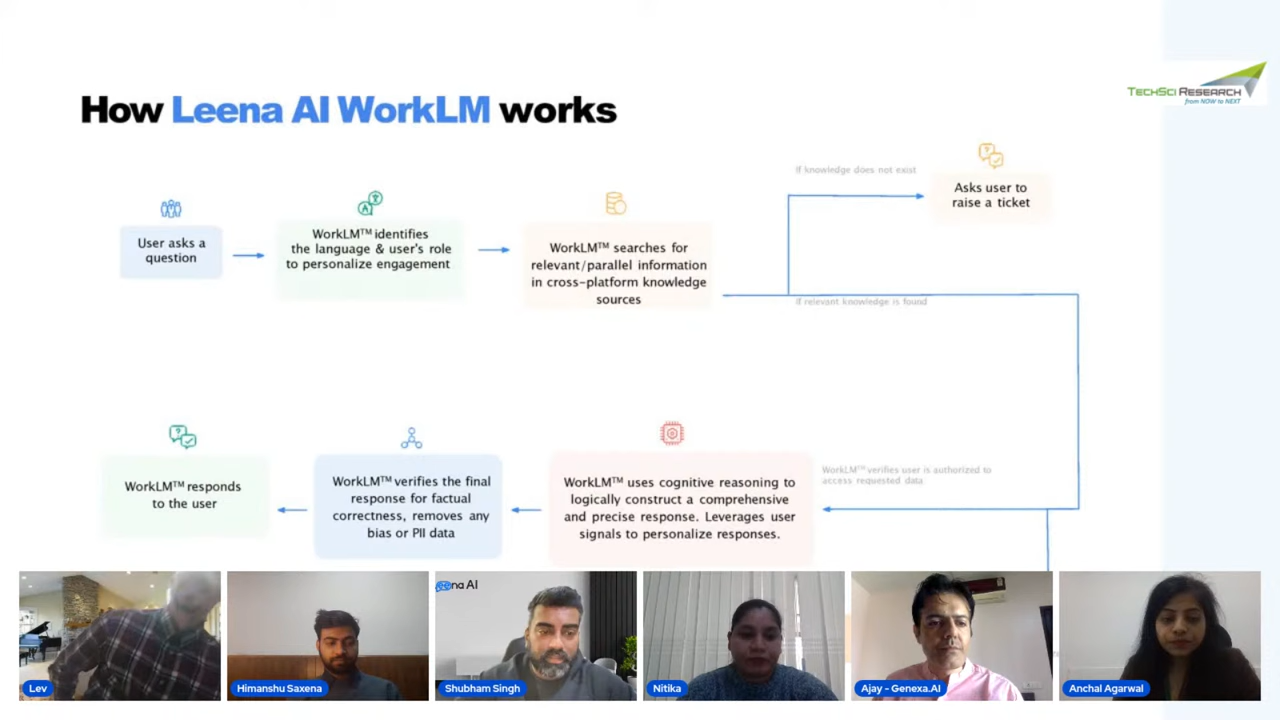 How Leena AI WorkLM works
TECHSCI RESEARCH
from NOW to NEXT
If knowledge does not exist
Asks user to
raise a ticket
User asks a
question
WorkLM™ identifies
the language & user's role
to personalize engagement
WorkLM™ searches for
relevant/parallel information
in cross-platform knowledge
sources
If relevant knowledge is found
WorkLM™ verifies user is authorized to
access requested data
WorkLM™ uses cognitive reasoning to
logically construct a comprehensive
and precise response. Leverages user
signals to personalize responses.
WorkLM™ verifies the final
response for factual
correctness, removes any
bias or PII data
WorkLM™ responds
to the user
Lev
Himanshu Saxena
Shubham Singh
Nitika
Ajay - Genexa.AI
Anchal Agarwal